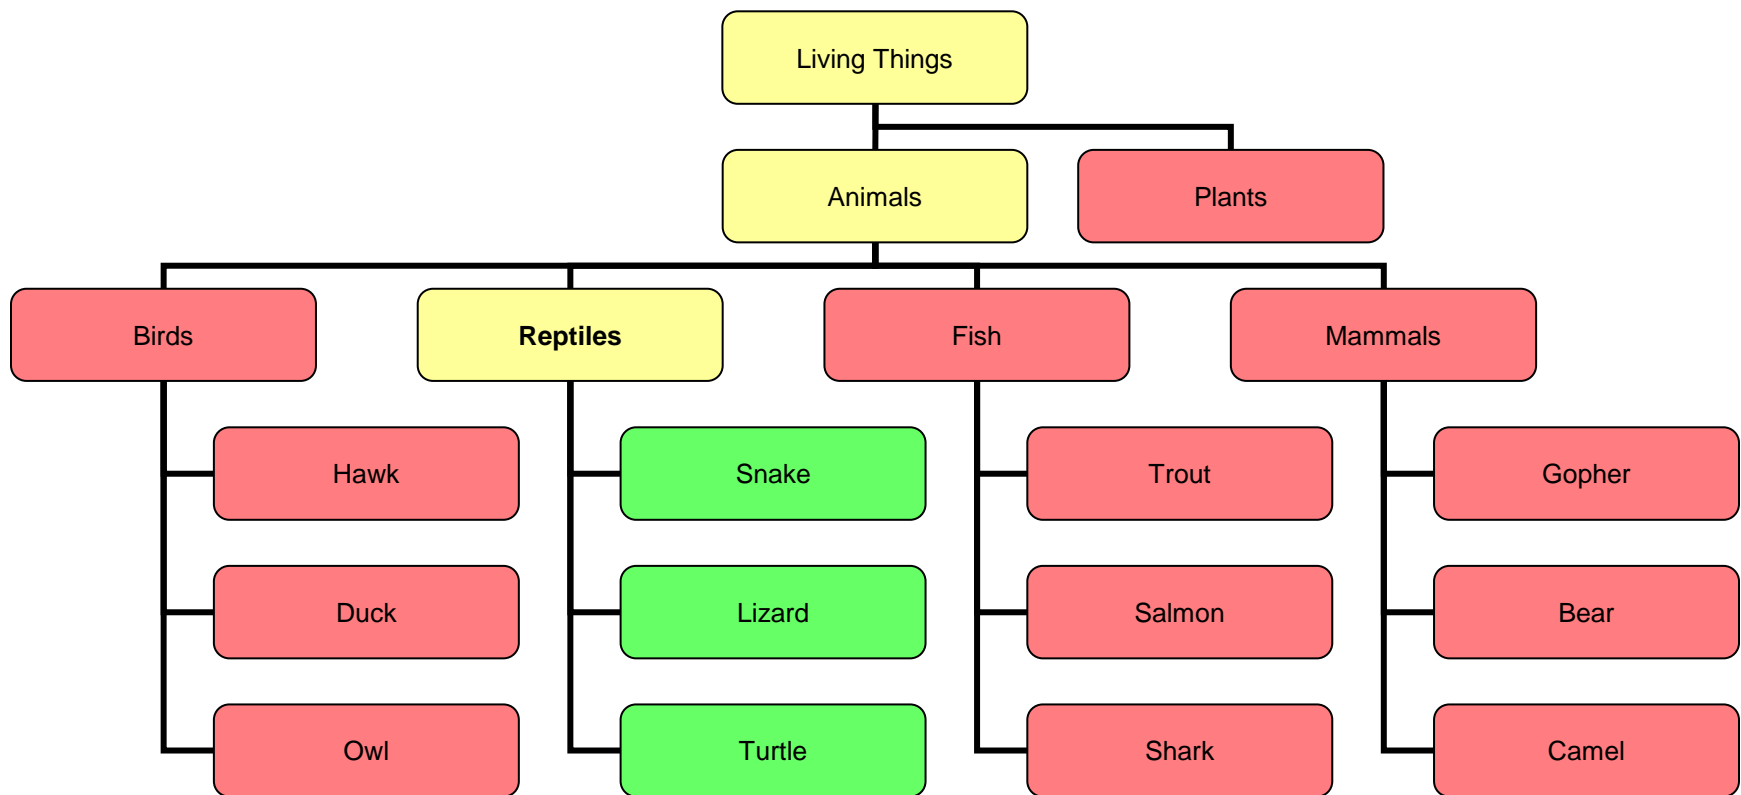 Living Things
Animals
Plants
Birds
Reptiles
Fish
Mammals
Hawk
Snake
Trout
Gopher
Duck
Lizard
Salmon
Bear
Owl
Turtle
Shark
Camel